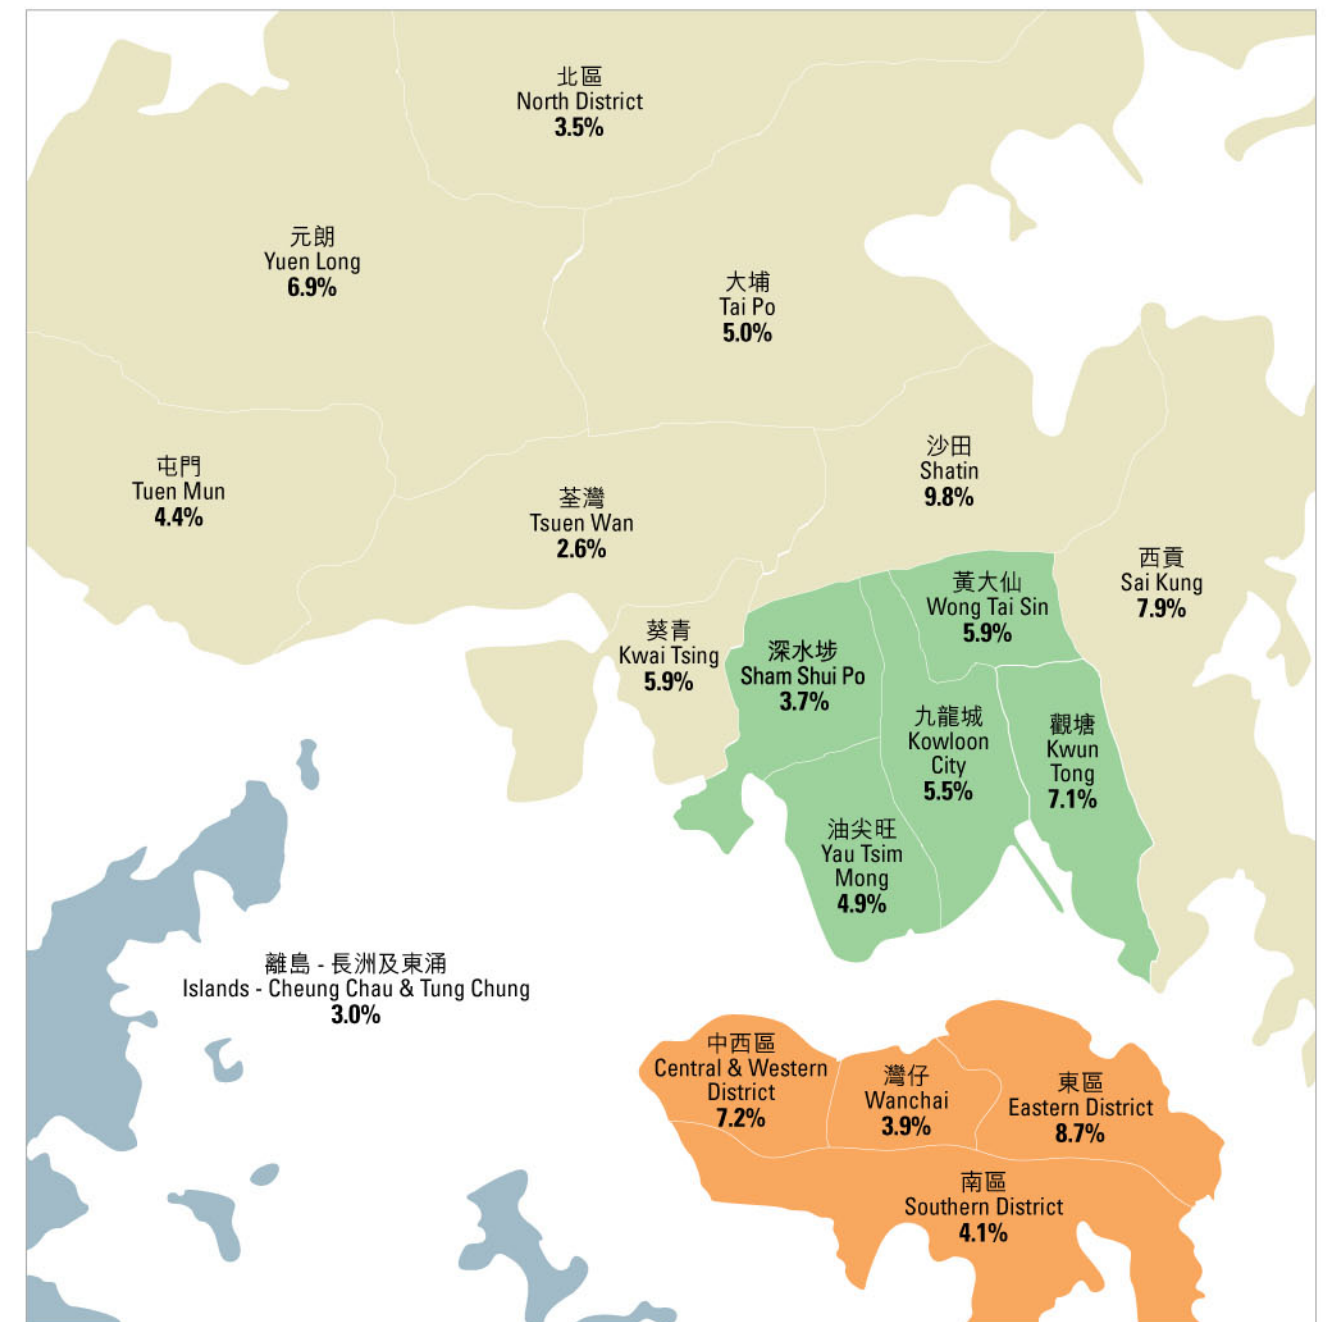 北區
North District
3.5%
元朗
Yuen Long
6.9%
大埔
Tai Po
5.0%
沙田
Shatin
9.8%
屯門
Tuen Mun
4.4%
荃灣
Tsuen Wan
2.6%
西貢
Sai Kung
7.9%
黃大仙
Wong Tai Sin
5.9%
葵青
Kwai Tsing
5.9%
深水埗
Sham Shui Po
3.7%
九龍城
Kowloon
City
5.5%
觀塘
Kwun
Tong
7.1%
油尖旺
Yau Tsim
Mong
4.9%
離島 - 長洲及東涌
Islands - Cheung Chau & Tung Chung
3.0%
中西區
Central & Western
District
7.2%
灣仔
Wanchai
3.9%
東區
Eastern District
8.7%
南區
Southern District
4.1%